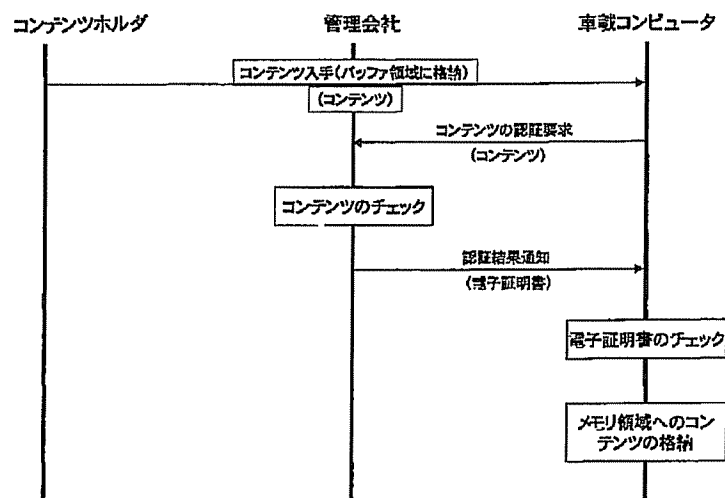 コンテンツホルダ
管理会社
車載コンピュータ
コンテンツ入手(バッファ領域に格納)
(コンテンツ)
コンテンツの認証要求
(コンテンツ)
コンテンツのチェック
認証結果通知
(電子証明書)
電子証明書のチェック
メモリ領域へのコン
テンツの格納